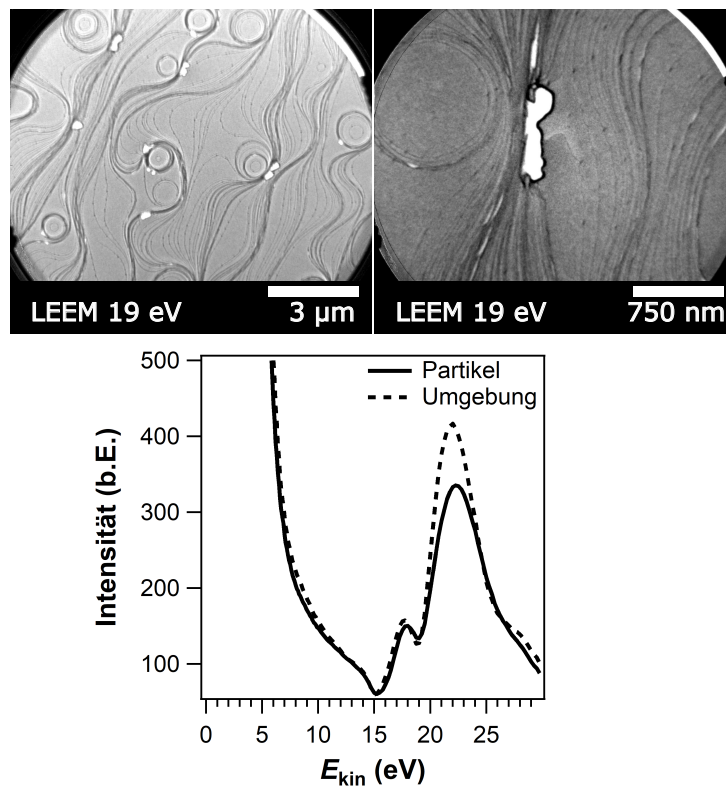 LEEM 19 eV
3 µm
LEEM 19 eV
750 nm
500
400
300
200
100
Intensität (b.E.)
Partikel
Umgebung
0 5 10 15 20 25
Ekin (eV)